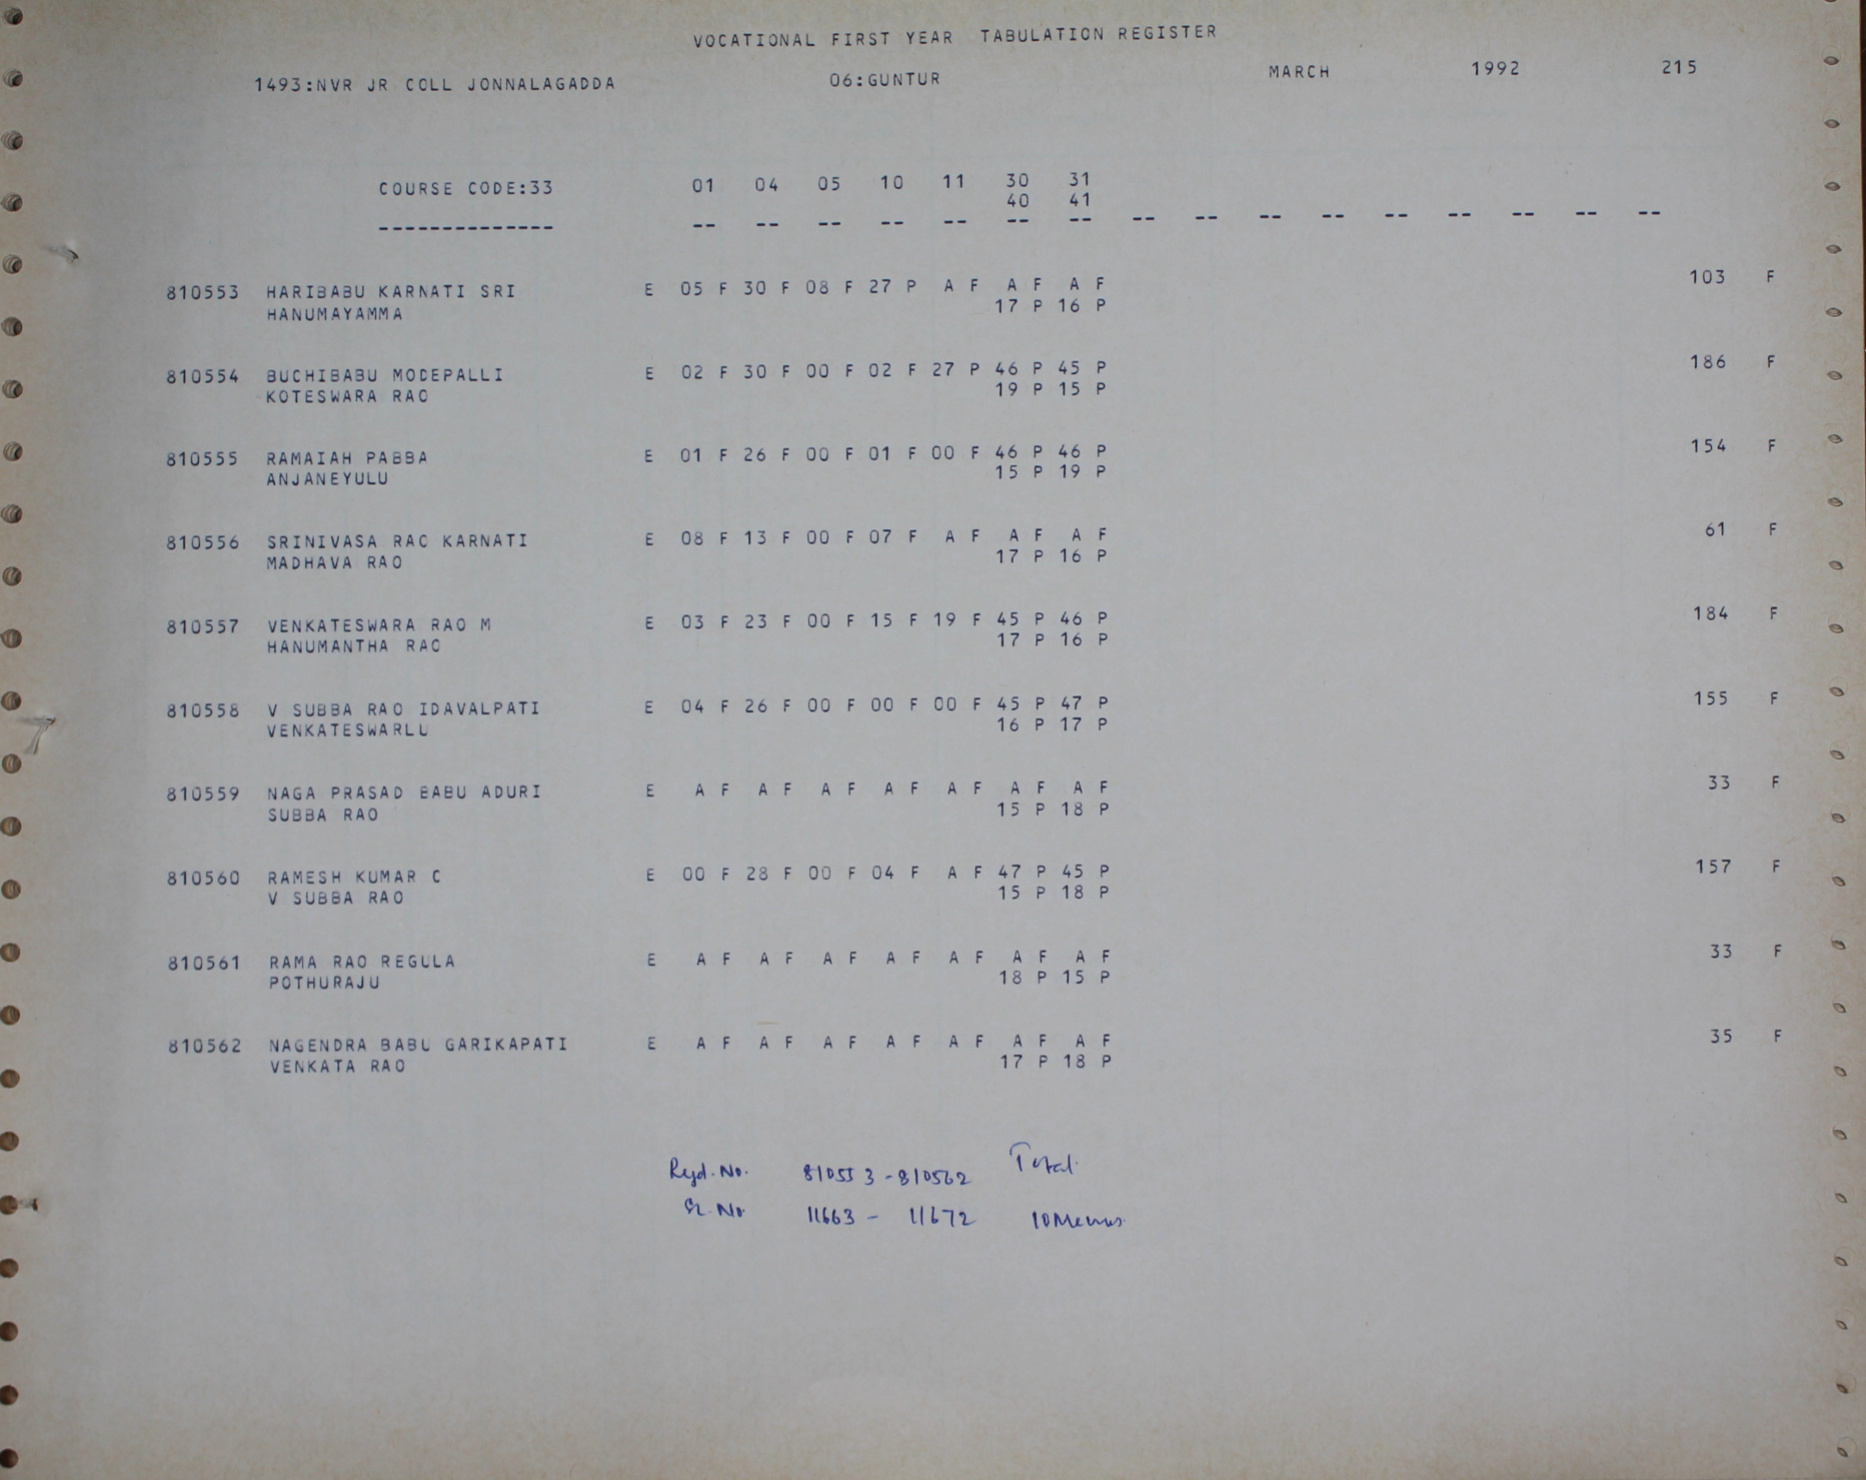 VOCATIONAL FIRST YEAR TABULATION REGISTER
1493:NVR JR COLL JONNALAGADDA 06:GUNTUR MARCH 1992 215
COURSE CODE:33 01 04 05 10 11 30 31
40 41
-------------- -- -- -- -- -- -- -- -- -- -- -- -- -- -- -- --
810553 HARIBABU KARNATI SRI E 05 F 30 F 08 F 27 P A F A F A F 103 F
HANUMAYAMMA 17 P 16 P
810554 BUCHIBABU MODEPALLI E 02 F 30 F 00 F 02 F 27 P 46 P 45 P 186 F
KOTESWARA RAO 19 P 15 P
810555 RAMAIAH PABBA E 01 F 26 F 00 F 01 F 00 F 46 P 46 P 154 F
ANJANEYULU 15 P 19 P
810556 SRINIVASA RAO KARNATI E 08 F 13 F 00 F 07 F A F A F A F 61 F
MADHAVA RAO 17 P 16 P
810557 VENKATESWARA RAO M E 03 F 23 F 00 F 15 F 19 F 45 P 46 P 184 F
HANUMANTHA RAO 17 P 16 P
810558 V SUBBA RAO IDAVALPATI E 04 F 26 F 00 F 00 F 00 F 45 P 47 P 155 F
VENKATESWARLU 16 P 17 P
810559 NAGA PRASAD BABU ADURI E A F A F A F A F A F A F A F 33 F
SUBBA RAO 15 P 18 P
810560 RAMESH KUMAR C E 00 F 28 F 00 F 04 F A F 47 P 45 P 157 F
V SUBBA RAO 15 P 18 P
810561 RAMA RAO REGULA E A F A F A F A F A F A F A F 33 F
POTHURAJU 18 P 15 P
810562 NAGENDRA BABU GARIKAPATI E A F A F A F A F A F A F A F 35 F
VENKATA RAO 17 P 18 P
Regd. No. 810553-810562 Total
Sr. No 11663 - 11672 10 Memos